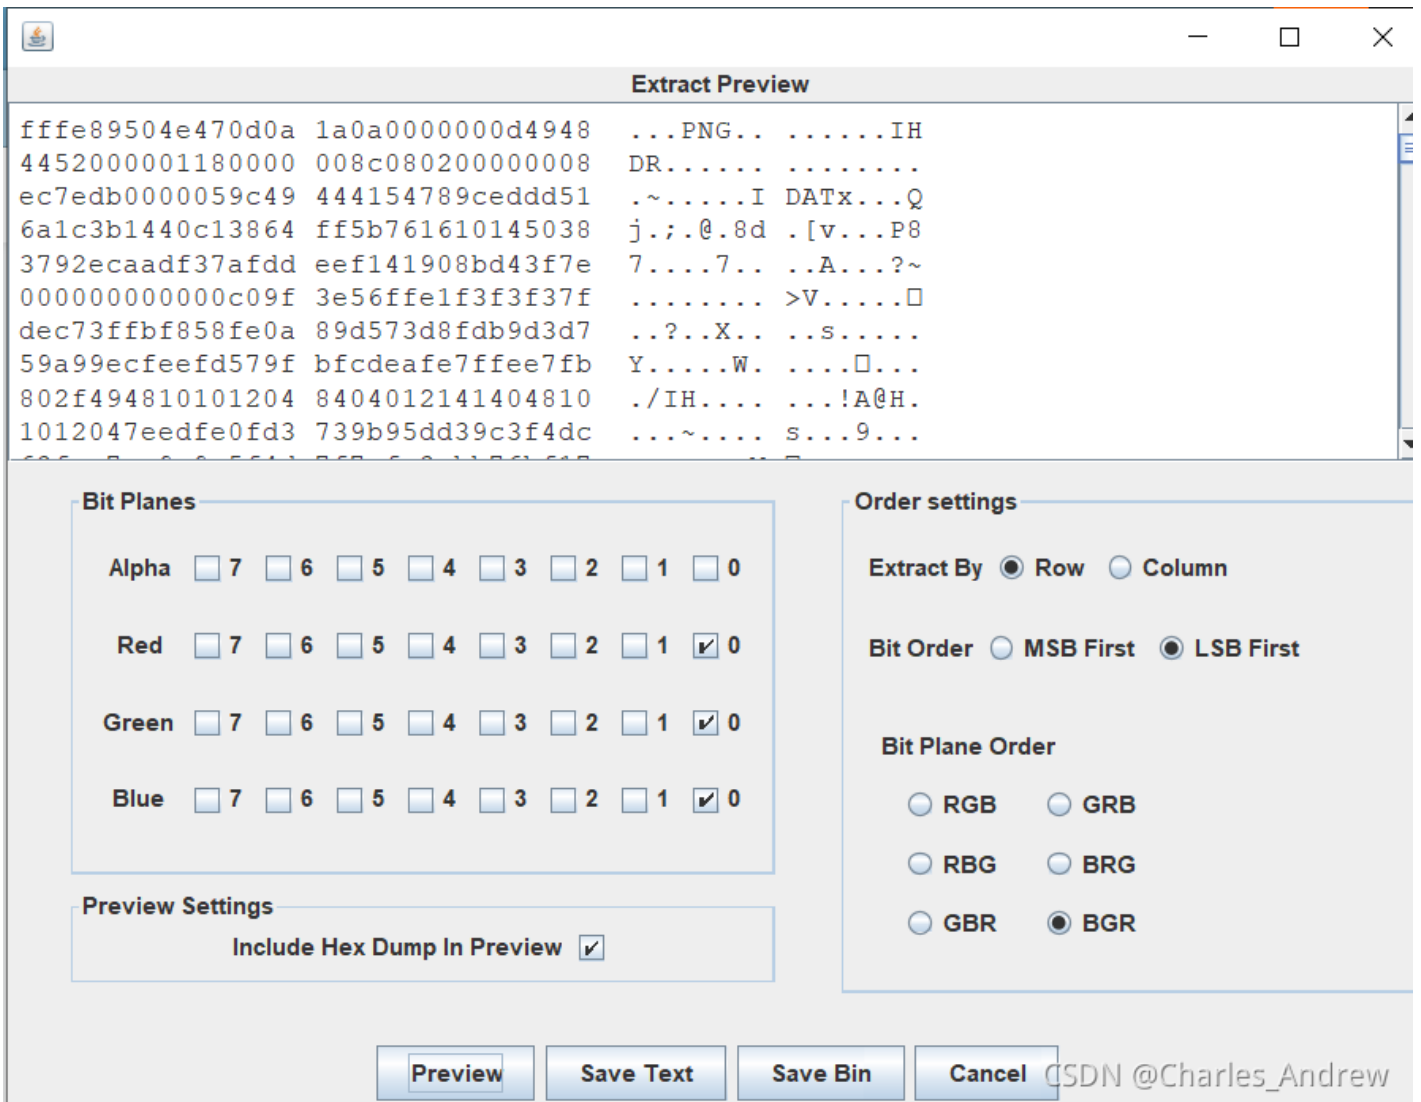 Extract Preview
fffe89504e470d0a 1a0a0000000d4948 ...PNG.. ......IH
4452000001180000 008c080200000008 DR...... ........
ec7edb0000059c49 444154789ceddd51 .~.....I DATx...Q
6a1c3b1440c13864 ff5b761610145038 j.;.@.8d .[v...P8
3792ecaadf37afdd eef141908bd43f7e 7....7.. ..A...?~
000000000000c09f 3e56ffe1f3f3f37f ........ >V.....□
dec73ffbf858fe0a 89d573d8fdb9d3d7 ..?..X.. ..s.....
59a99ecfeefd579f bfcdeafe7ffee7fb Y.....W. ....□...
802f494810101204 8404012141404810 ./IH.... ...!A@H.
1012047eedfe0fd3 739b95dd39c3f4dc ...~.... s...9...
Bit Planes
Alpha 7 6 5 4 3 2 1 0
Red 7 6 5 4 3 2 1 0
Green 7 6 5 4 3 2 1 0
Blue 7 6 5 4 3 2 1 0
Preview Settings
Include Hex Dump In Preview
Order settings
Extract By Row Column
Bit Order MSB First LSB First
Bit Plane Order
RGB GRB
RBG BRG
GBR BGR
Preview Save Text Save Bin Cancel
CSDN @Charles_Andrew